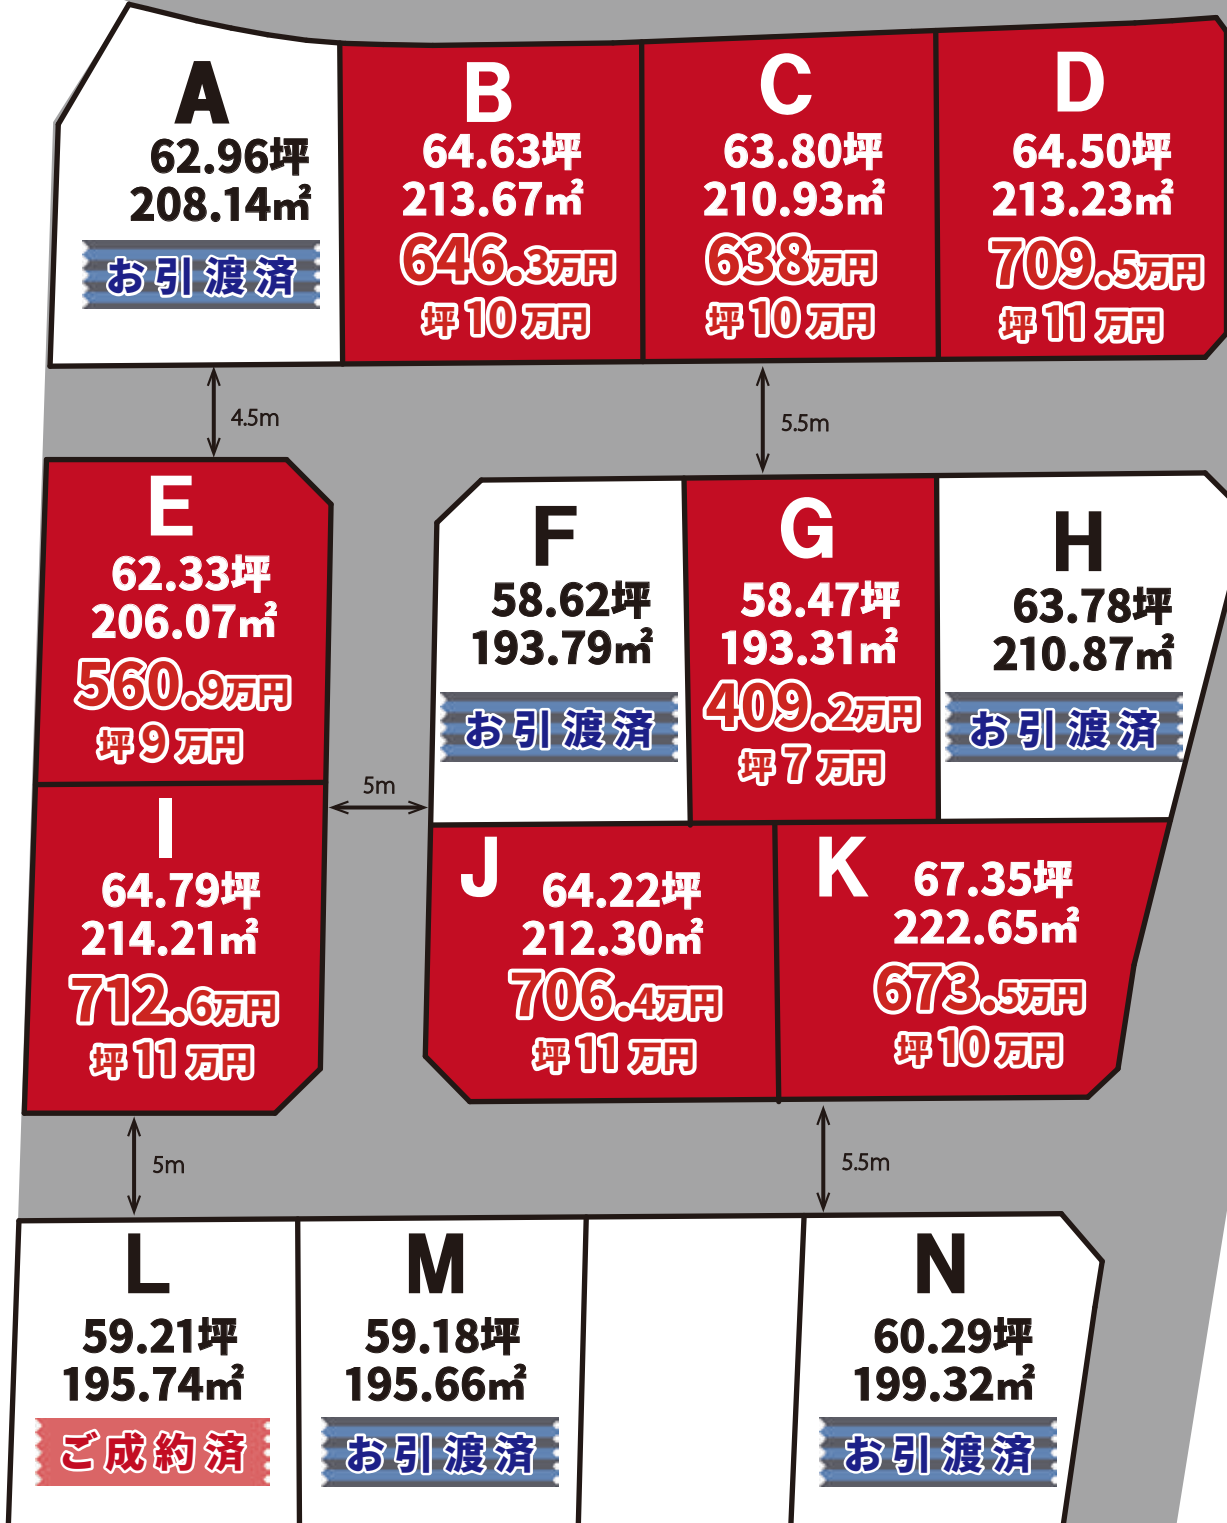 A
62.96坪
208.14㎡
お引渡済
B
64.63坪
213.67㎡
646.3万円
坪10万円
C
63.80坪
210.93㎡
638万円
坪10万円
D
64.50坪
213.23㎡
709.5万円
坪11万円
4.5m
5.5m
E
62.33坪
206.07㎡
560.9万円
坪9万円
F
58.62坪
193.79㎡
お引渡済
G
58.47坪
193.31㎡
409.2万円
坪7万円
H
63.78坪
210.87㎡
お引渡済
5m
I
64.79坪
214.21㎡
712.6万円
坪11万円
J
64.22坪
212.30㎡
706.4万円
坪11万円
K
67.35坪
222.65㎡
673.5万円
坪10万円
5m
5.5m
L
59.21坪
195.74㎡
ご成約済
M
59.18坪
195.66㎡
お引渡済
N
60.29坪
199.32㎡
お引渡済